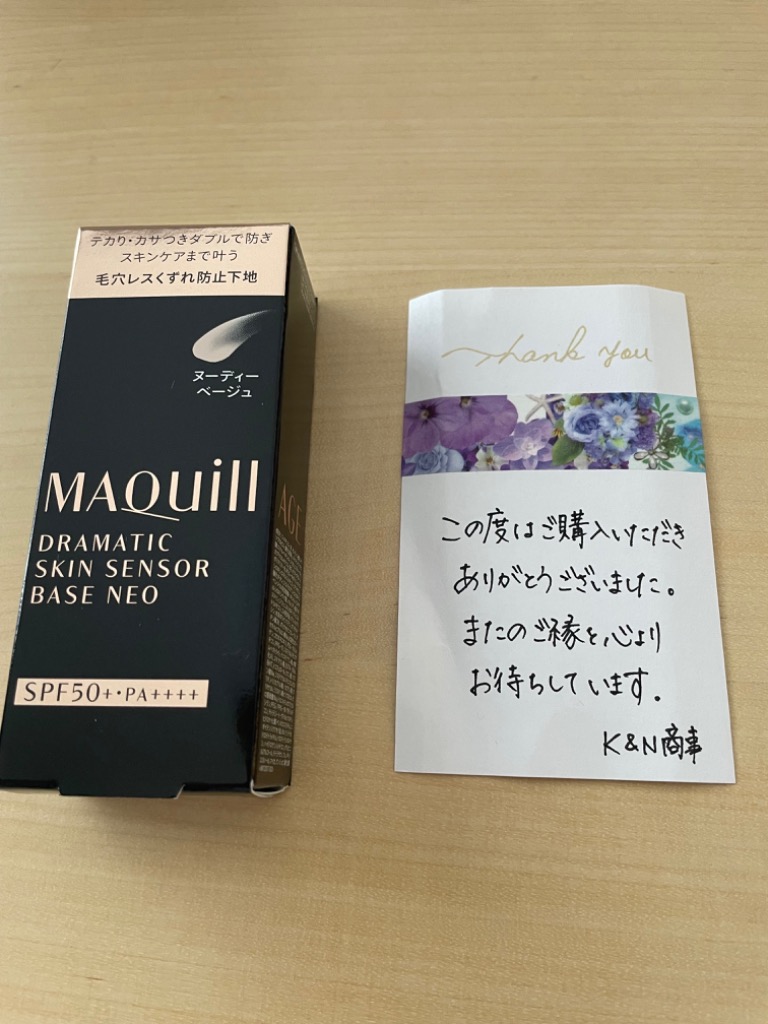 テカリ・カサつきダブルで防ぎ
スキンケアまで叶う
毛穴レスくずれ防止下地
ヌーディー
ベージュ
MAQuill
AGE
DRAMATIC
SKIN SENSOR
BASE NEO
SPF50+・PA++++
Thank you
この度はご購入いただき
ありがとうございました。
またのご縁を心より
お待ちしています。
K&N商事